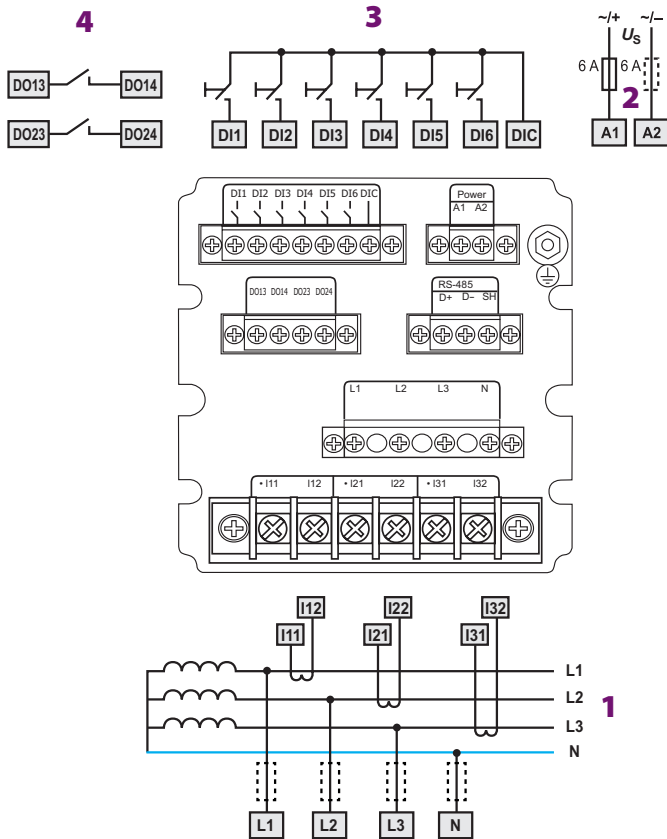 4
3
~/+
~/–
US
6 A
6 A
2
DO13
DO14
DO23
DO24
DI1
DI2
DI3
DI4
DI5
DI6
DIC
A1
A2
DI1 DI2 DI3 DI4 DI5 DI6 DIC
Power
A1 A2
DO13 DO14 DO23 DO24
RS-485
D+ D– SH
L1 L2 L3 N
• I11 I12 • I21 I22 • I31 I32
I12
I22
I32
I11
I21
I31
L1
L2
L3
N
1
L1
L2
L3
N